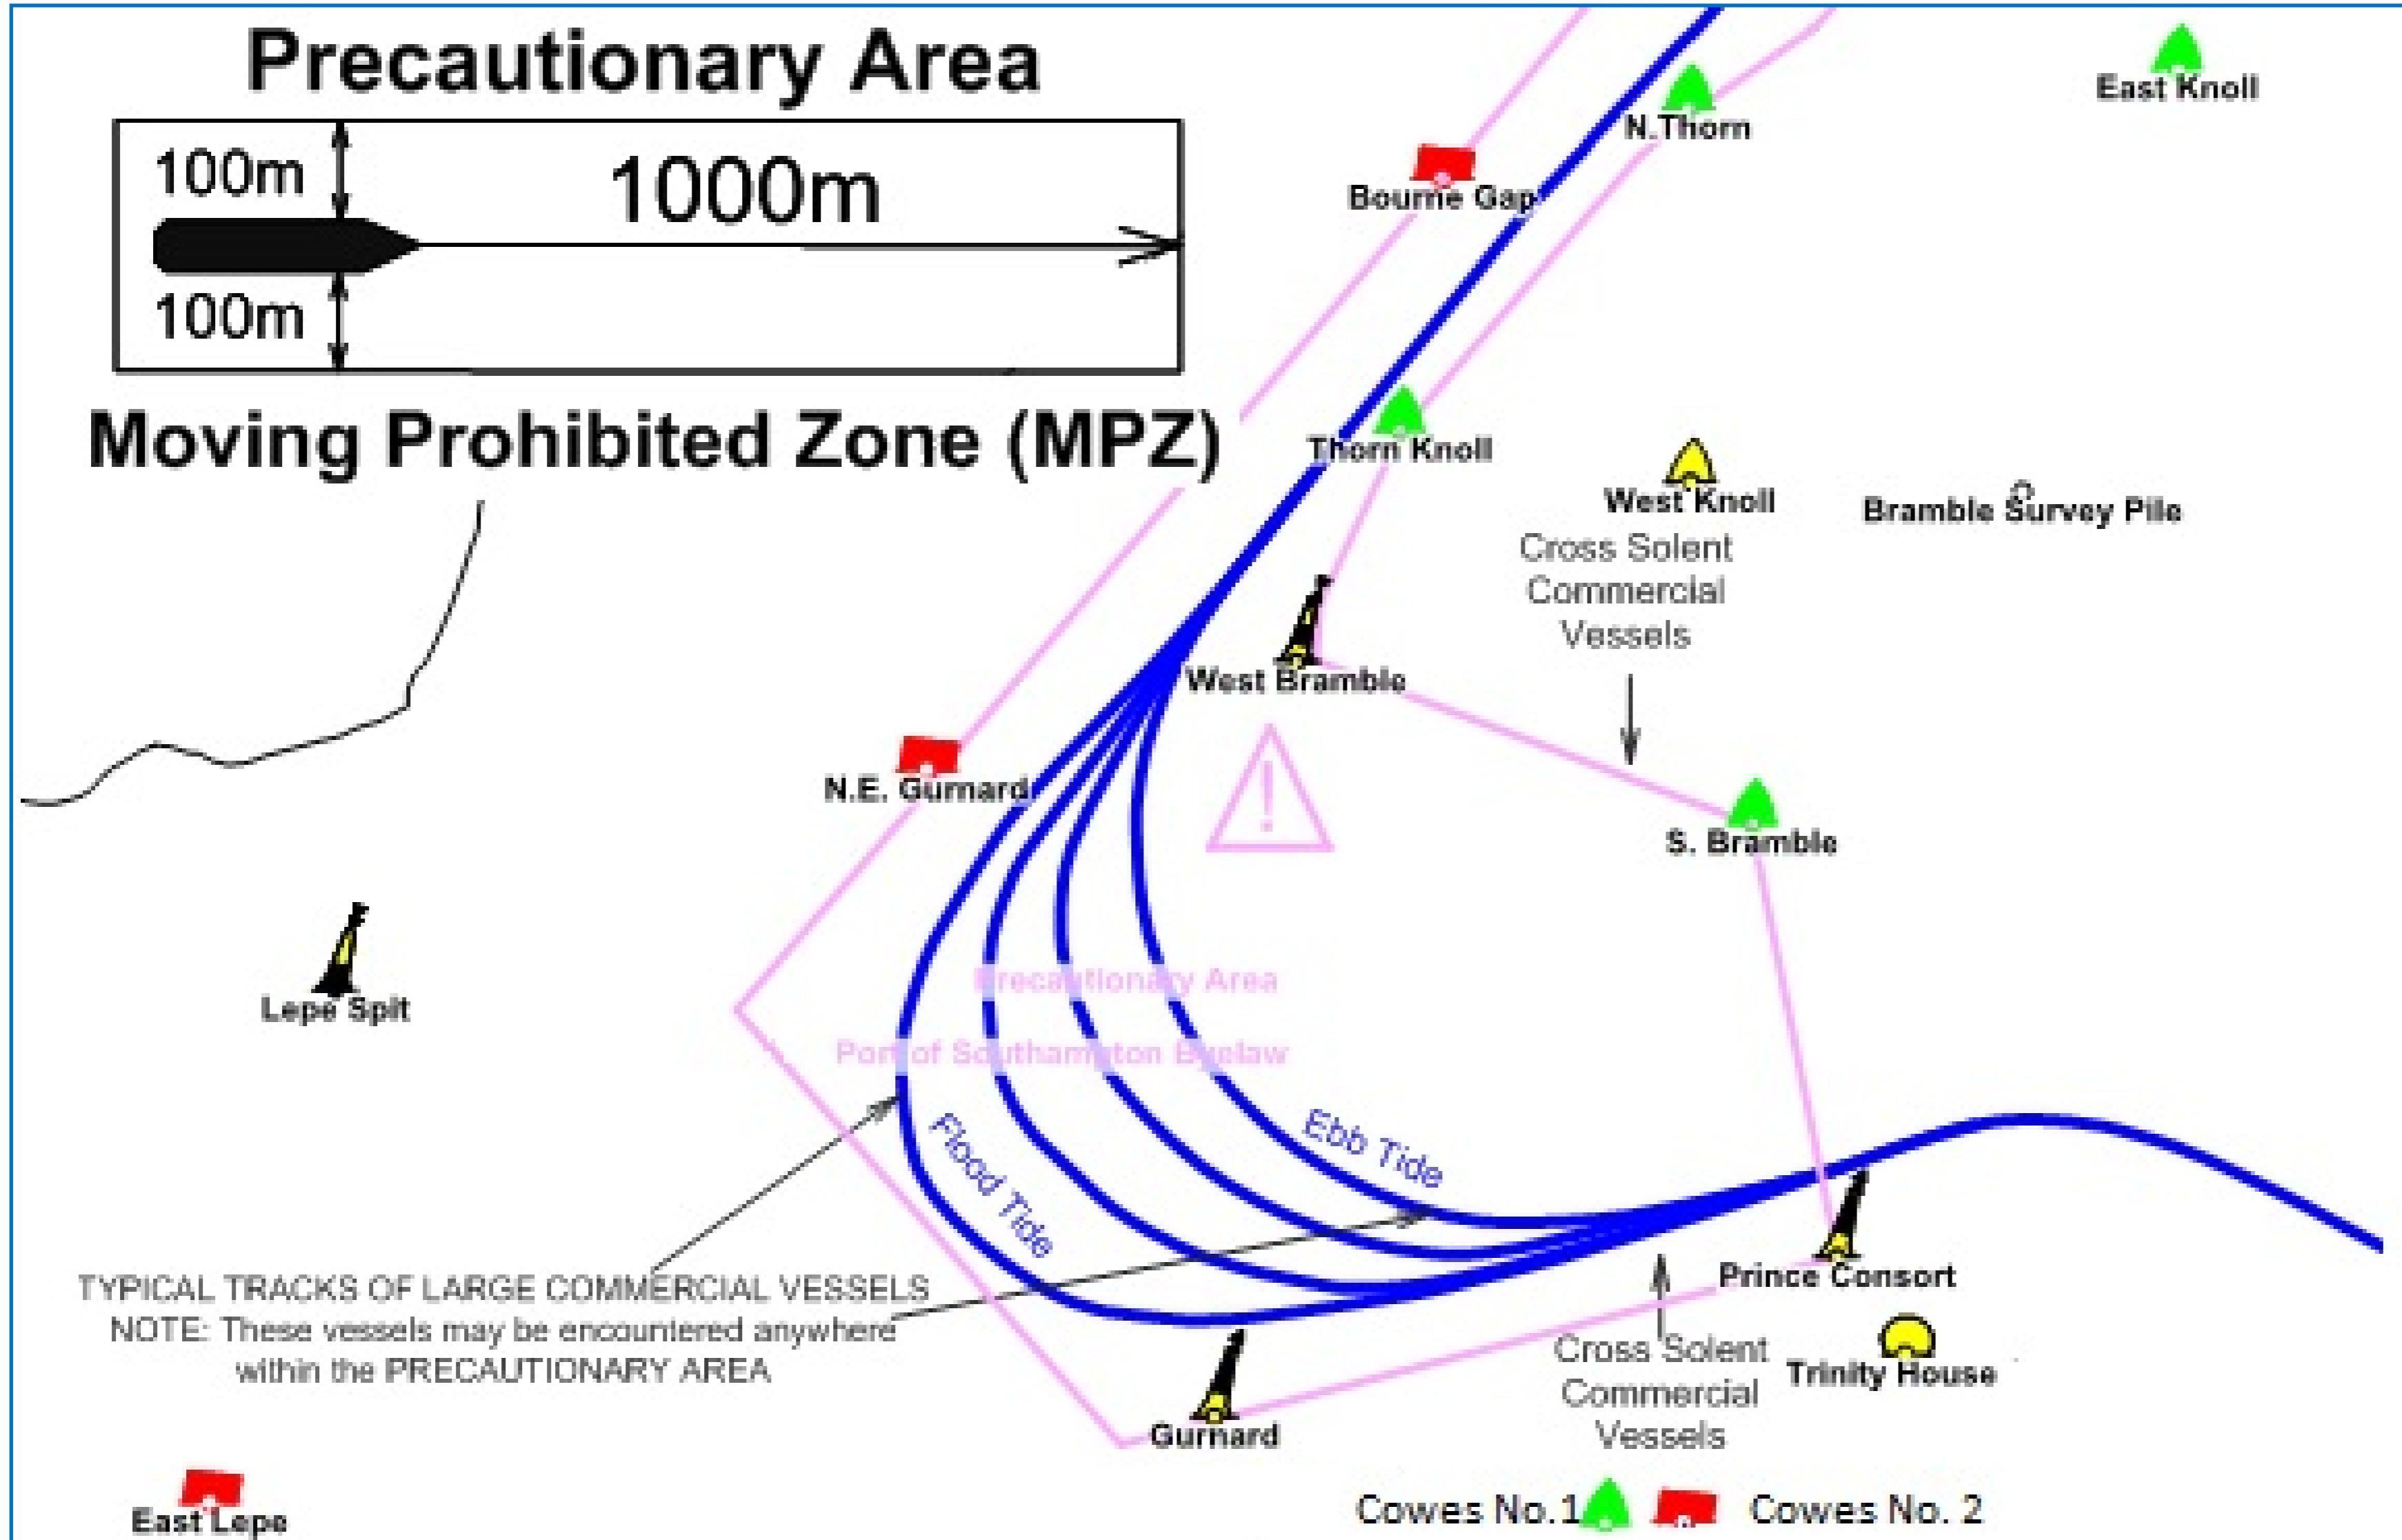 Precautionary Area
100m
1000m
100m
Moving Prohibited Zone (MPZ)
East Knoll
N.Thorn
Bourne Gap
Thorn Knoll
West Knoll
Bramble Survey Pile
Cross Solent
Commercial
Vessels
West Bramble
N.E. Gurnard
!
S. Bramble
Lepe Spit
Precautionary Area
Port of Southampton Byelaw
Flood Tide
Ebb Tide
TYPICAL TRACKS OF LARGE COMMERCIAL VESSELS
NOTE: These vessels may be encountered anywhere
within the PRECAUTIONARY AREA
Prince Consort
Cross Solent
Commercial
Vessels
Trinity House
Gurnard
East Lepe
Cowes No.1
Cowes No. 2